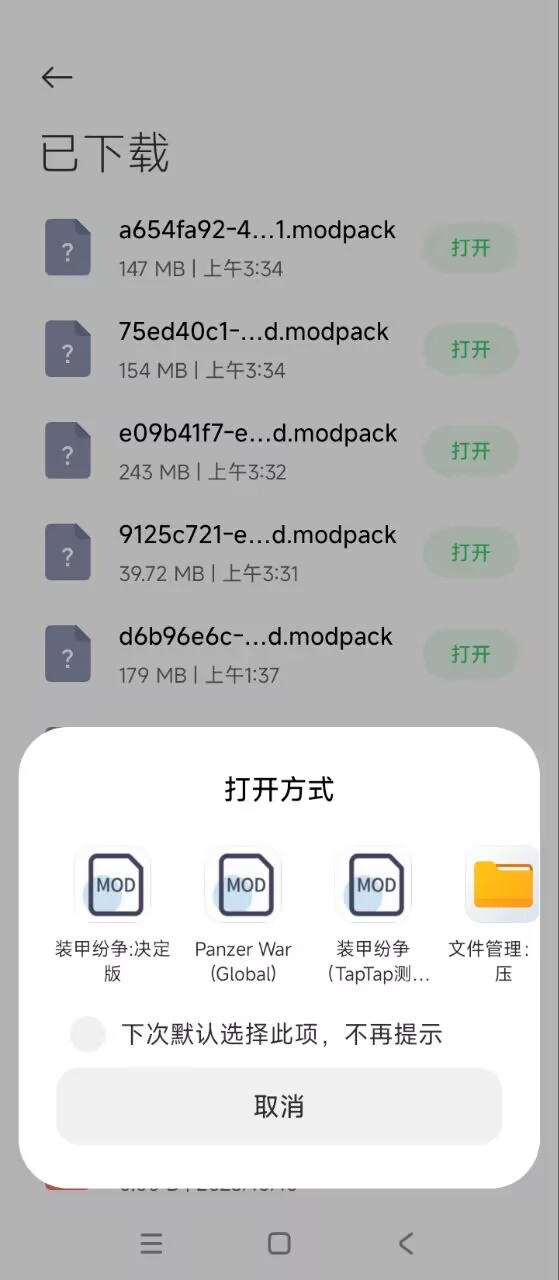 已下载
a654fa92-4...1.modpack
147 MB | 上午3:34
打开
75ed40c1-...d.modpack
154 MB | 上午3:34
打开
e09b41f7-e...d.modpack
243 MB | 上午3:32
打开
9125c721-e...d.modpack
39.72 MB | 上午3:31
打开
d6b96e6c-...d.modpack
179 MB | 上午1:37
打开
打开方式
MOD
装甲纷争:决定
版
MOD
Panzer War
(Global)
MOD
装甲纷争
(TapTap测...
文件管理:
压
下次默认选择此项，不再提示
取消